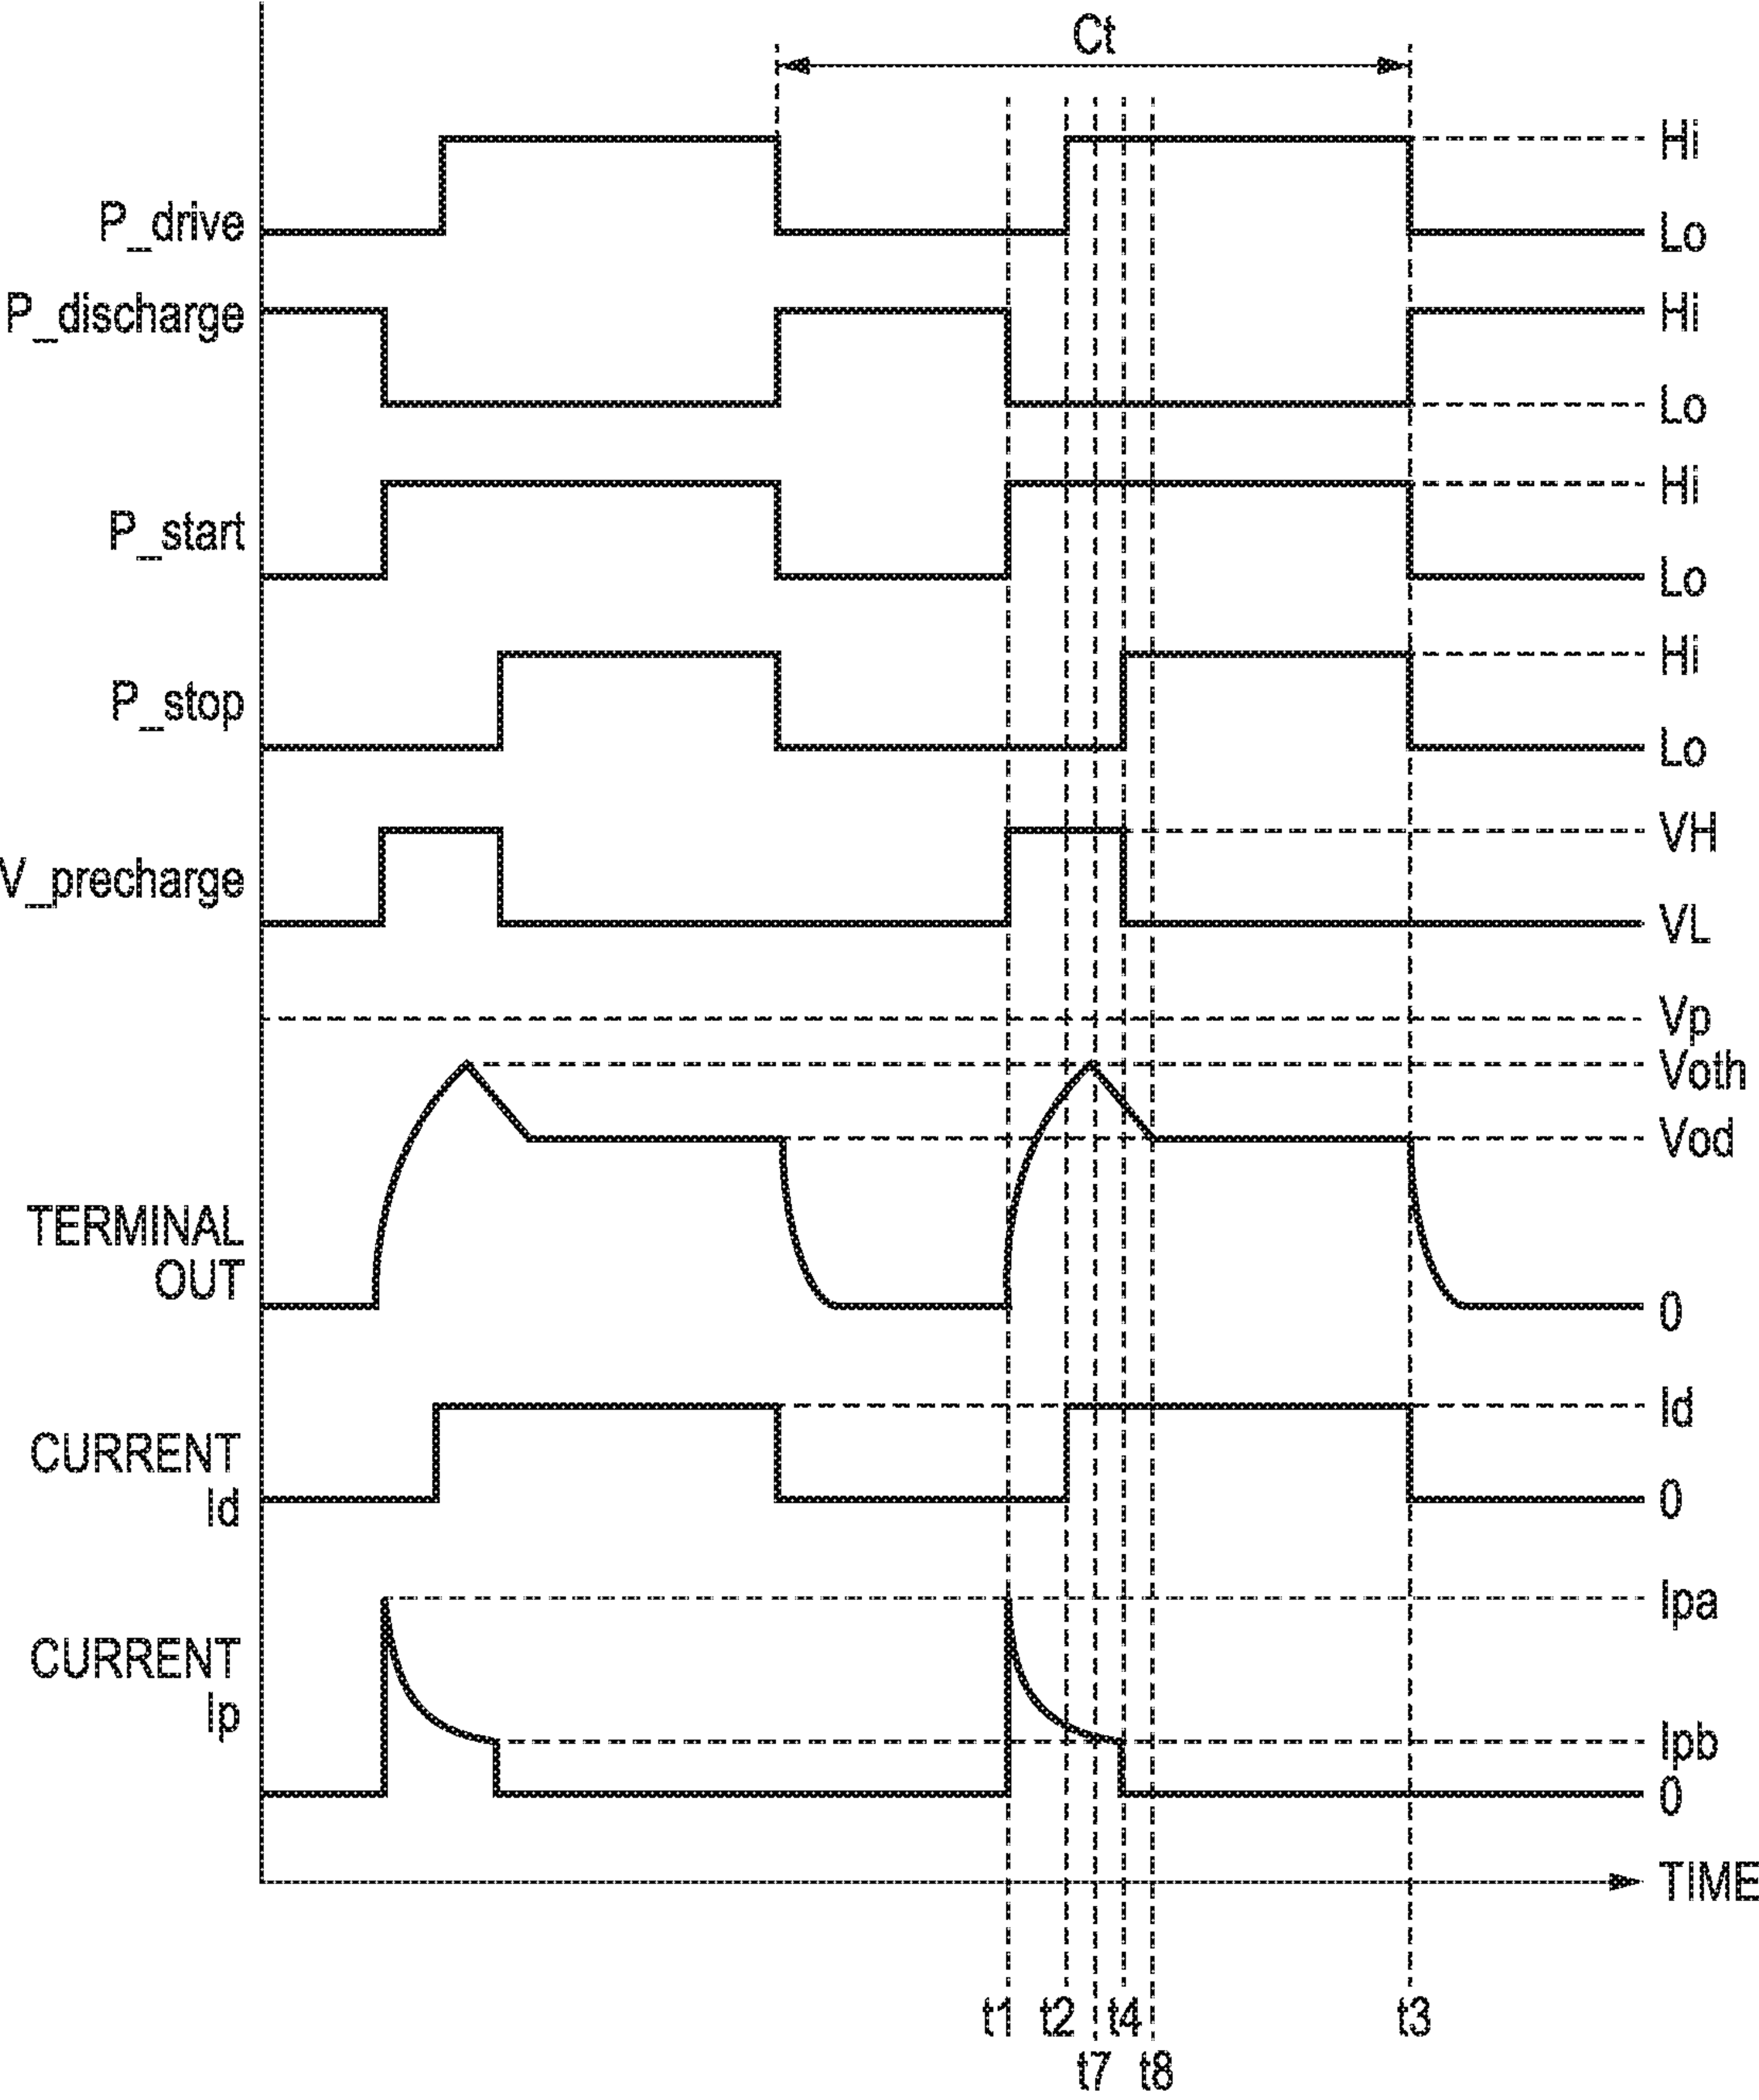 Ct
P_drive
Hi
Lo
P_discharge
Hi
Lo
P_start
Hi
Lo
P_stop
Hi
Lo
V_precharge
VH
VL
Vp
Voth
Vod
TERMINAL
OUT
0
CURRENT
Id
Id
0
CURRENT
Ip
Ipa
Ipb
0
TIME
t1
t2
t4
t3
t7
t8